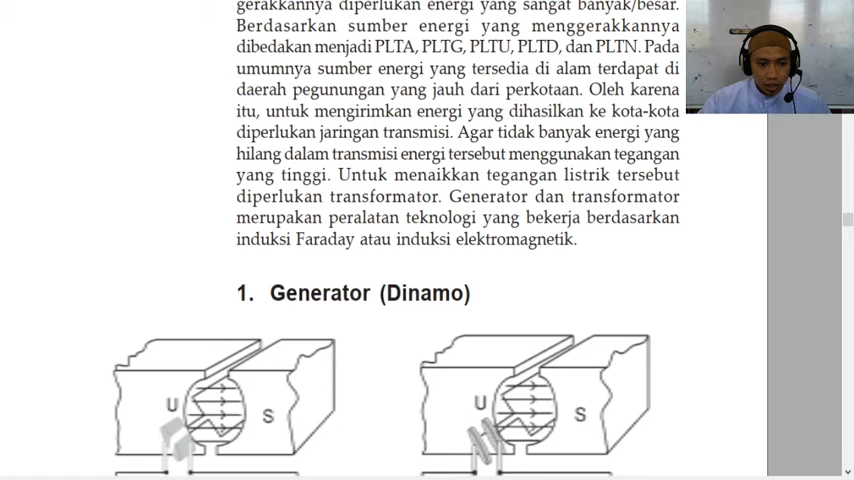 gerakkannya diperlukan energi yang sangat banyak/besar.
Berdasarkan sumber energi yang menggerakkannya
dibedakan menjadi PLTA, PLTG, PLTU, PLTD, dan PLTN. Pada
umumnya sumber energi yang tersedia di alam terdapat di
daerah pegunungan yang jauh dari perkotaan. Oleh karena
itu, untuk mengirimkan energi yang dihasilkan ke kota-kota
diperlukan jaringan transmisi. Agar tidak banyak energi yang
hilang dalam transmisi energi tersebut menggunakan tegangan
yang tinggi. Untuk menaikkan tegangan listrik tersebut
diperlukan transformator. Generator dan transformator
merupakan peralatan teknologi yang bekerja berdasarkan
induksi Faraday atau induksi elektromagnetik.
1. Generator (Dinamo)
U S U S